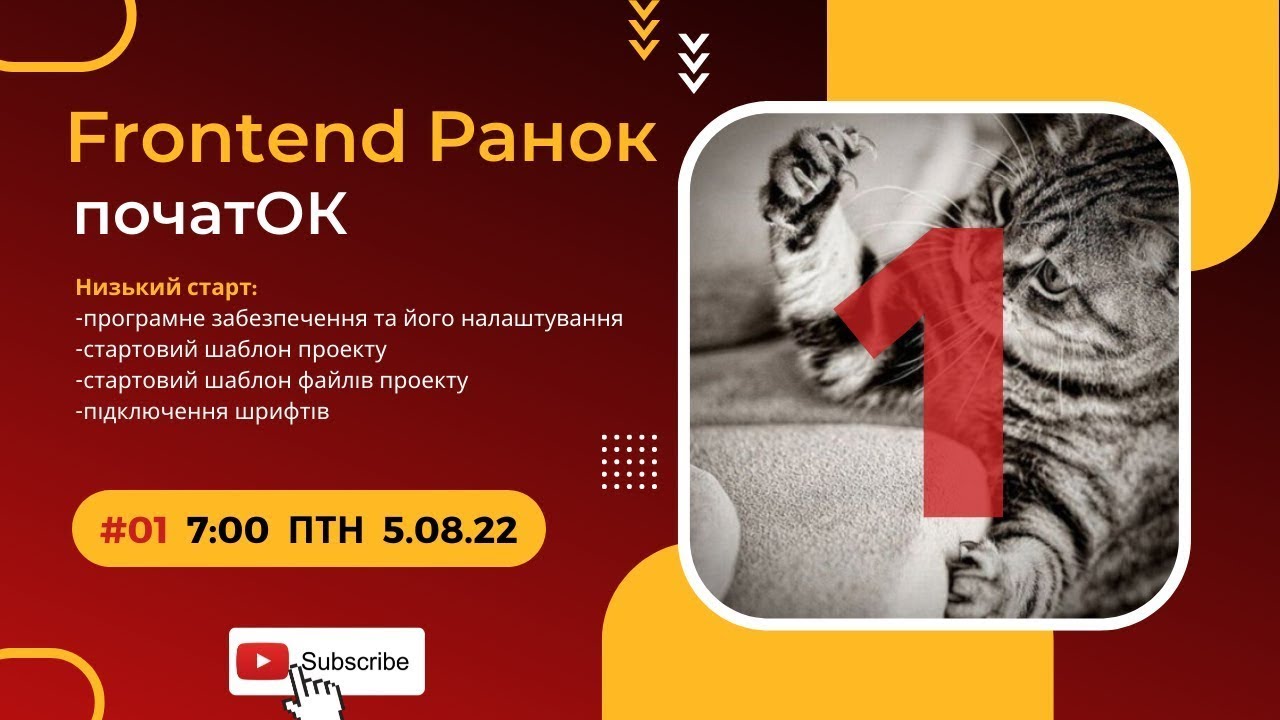 Frontend Ранок
початОК
Низький старт:
-програмне забезпечення та його налаштування
-стартовий шаблон проекту
-стартовий шаблон файлів проекту
-підключення шрифтів
#01 7:00 ПТН 5.08.22
Subscribe
1